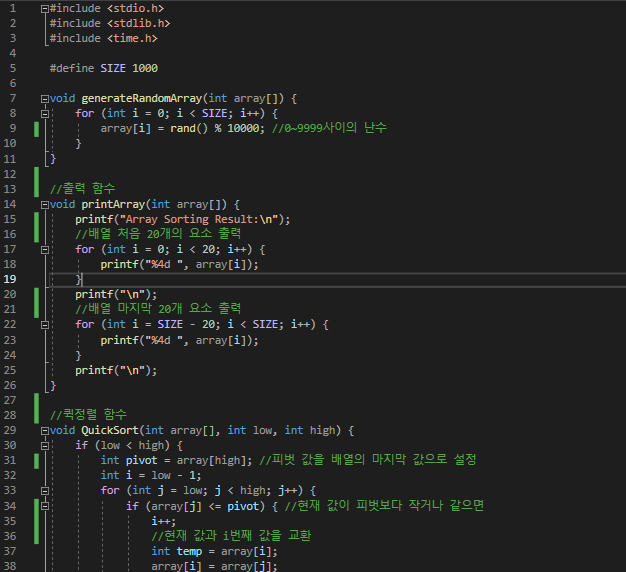 1 #include <stdio.h>
2 #include <stdlib.h>
3 #include <time.h>
4
5 #define SIZE 1000
6
7 void generateRandomArray(int array[]) {
8 for (int i = 0; i < SIZE; i++) {
9 array[i] = rand() % 10000; //0~9999사이의 난수
10 }
11 }
12
13 //출력 함수
14 void printArray(int array[]) {
15 printf("Array Sorting Result:\n");
16 //배열 처음 20개의 요소 출력
17 for (int i = 0; i < 20; i++) {
18 printf("%4d ", array[i]);
19 }
20 printf("\n");
21 //배열 마지막 20개 요소 출력
22 for (int i = SIZE - 20; i < SIZE; i++) {
23 printf("%4d ", array[i]);
24 }
25 printf("\n");
26 }
27
28 //퀵정렬 함수
29 void QuickSort(int array[], int low, int high) {
30 if (low < high) {
31 int pivot = array[high]; //피벗 값을 배열의 마지막 값으로 설정
32 int i = low - 1;
33 for (int j = low; j < high; j++) {
34 if (array[j] <= pivot) { //현재 값이 피벗보다 작거나 같으면
35 i++;
36 //현재 값과 i번째 값을 교환
37 int temp = array[i];
38 array[i] = array[j];